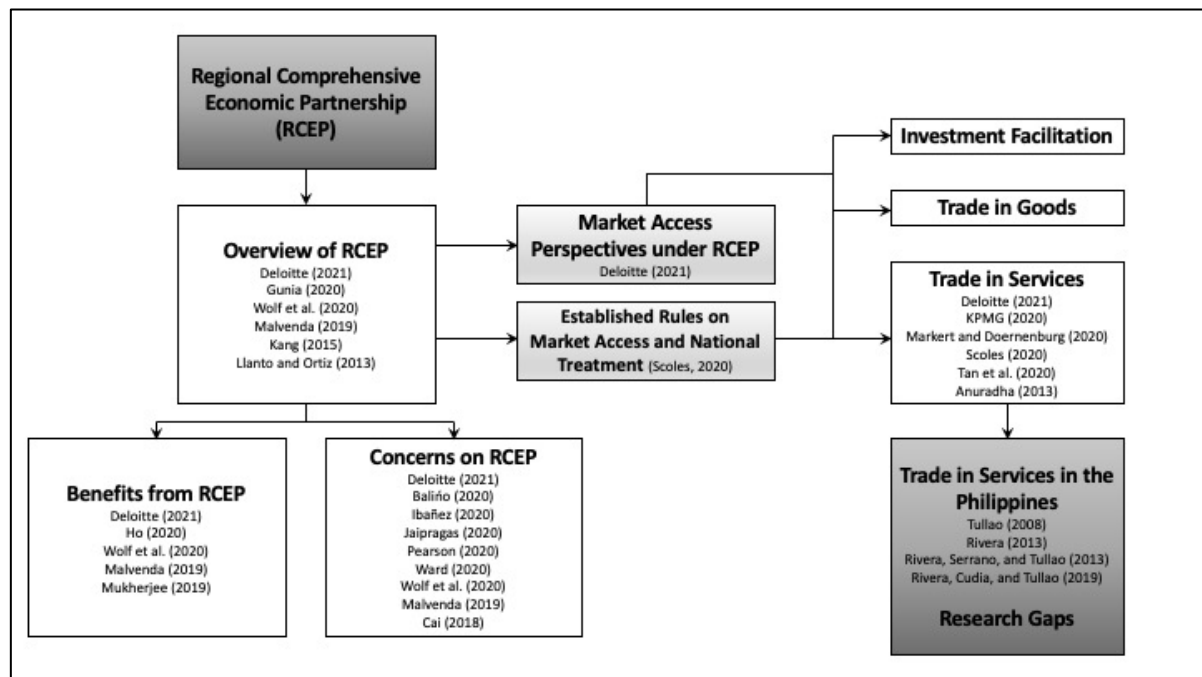 Regional Comprehensive
Economic Partnership
(RCEP)
Overview of RCEP
Deloitte (2021)
Gunia (2020)
Wolf et al. (2020)
Malvenda (2019)
Kang (2015)
Llanto and Ortiz (2013)
Market Access
Perspectives under RCEP
Deloitte (2021)
Established Rules on
Market Access and National
Treatment (Scoles, 2020)
Investment Facilitation
Trade in Goods
Trade in Services
Deloitte (2021)
KPMG (2020)
Markert and Doernenburg (2020)
Scoles (2020)
Tan et al. (2020)
Anuradha (2013)
Benefits from RCEP
Deloitte (2021)
Ho (2020)
Wolf et al. (2020)
Malvenda (2019)
Mukherjee (2019)
Concerns on RCEP
Deloitte (2021)
Baliño (2020)
Ibañez (2020)
Jaipragas (2020)
Pearson (2020)
Ward (2020)
Wolf et al. (2020)
Malvenda (2019)
Cai (2018)
Trade in Services in the
Philippines
Tullao (2008)
Rivera (2013)
Rivera, Serrano, and Tullao (2013)
Rivera, Cudia, and Tullao (2019)
Research Gaps